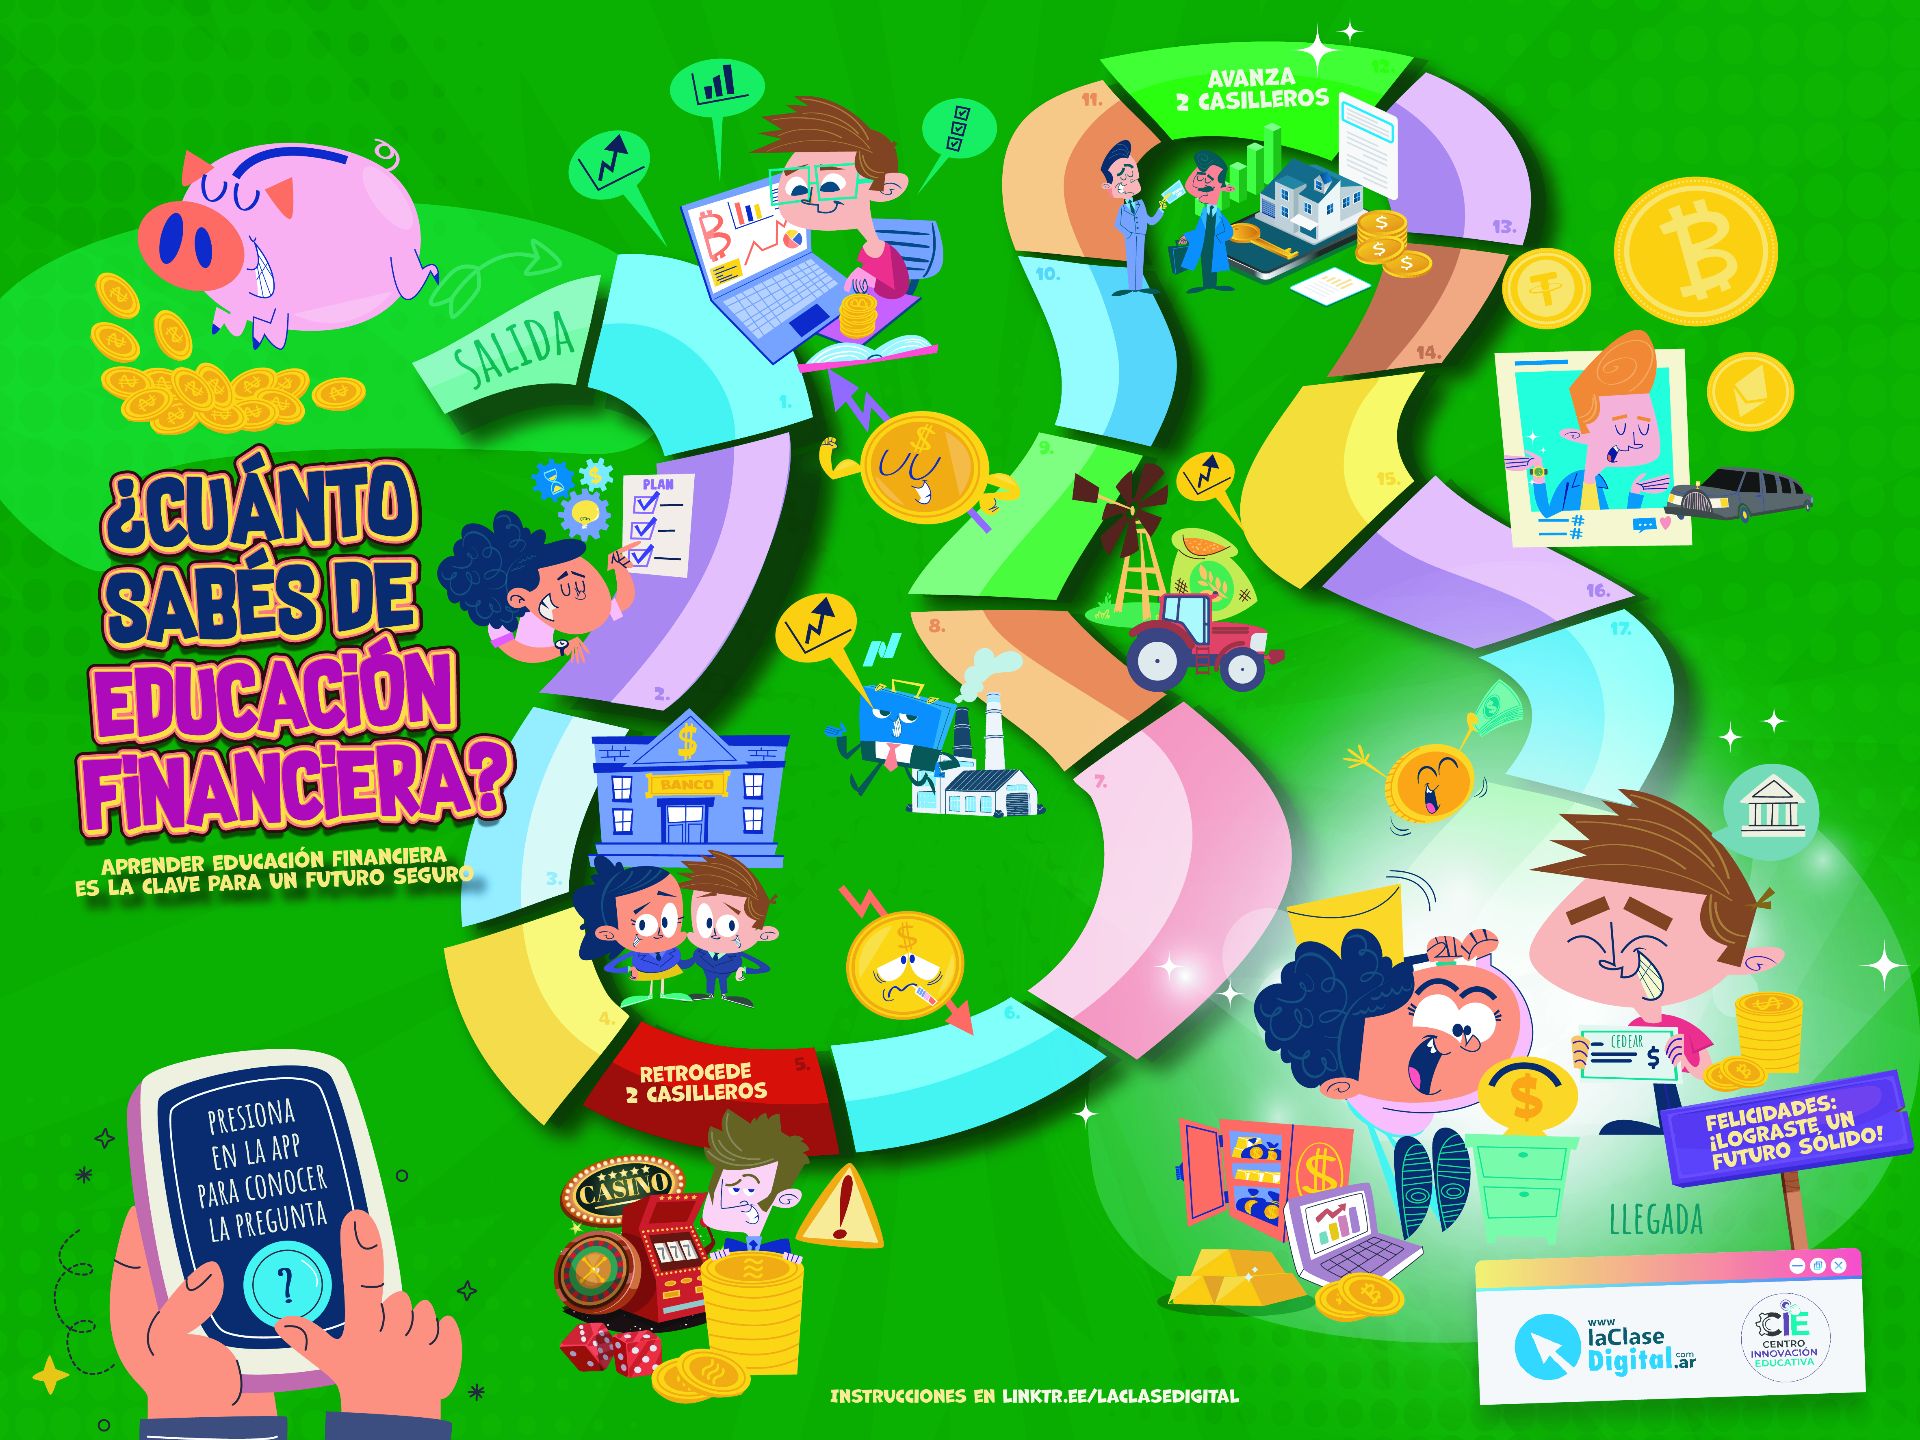 ¿CUÁNTO
SABÉS DE
EDUCACIÓN
FINANCIERA?
APRENDER EDUCACIÓN FINANCIERA
ES LA CLAVE PARA UN FUTURO SEGURO
SALIDA
1.
PLAN
2.
BANCO
3.
4.
RETROCEDE
2 CASILLEROS
5.
6.
7.
8.
9.
10.
11.
AVANZA
2 CASILLEROS
12.
13.
14.
15.
16.
17.
CASINO
777
CEDEAR
$
FELICIDADES:
¡LOGRASTE UN
FUTURO SÓLIDO!
LLEGADA
PRESIONA
EN LA APP
PARA CONOCER
LA PREGUNTA
?
www
laClase
Digital.com.ar
CIE
CENTRO
INNOVACIÓN
EDUCATIVA
INSTRUCCIONES EN LINKTR.EE/LACLASEDIGITAL